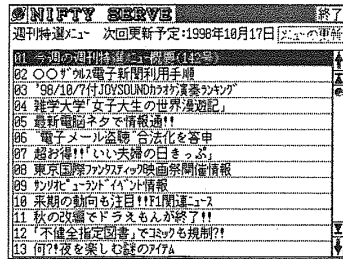 @NIFTY SERVE 終了
週刊特選メニュー 次回更新予定:1998年10月17日 メニューの更新
01 今週の週刊特選メニュー概要(142号)
02 ○○ザウルス電子新聞利用手順
03 '98/10/7付JOYSOUNDカラオケ演奏ランキング
04 雑学大学「女子大生の世界漫遊記」
05 最新電脳ネタで情報通!!
06 "電子メール盗聴"合法化を答申
07 超お得!!「いい夫婦の日きっぷ」
08 東京国際ファンタスティック映画祭開催情報
09 サンリオピューランドイベント情報
10 来期の動向も注目!!F1関連ニュース
11 秋の改編でドラえもんが終了!!
12 「不健全指定図書」でコミックも規制?!
13 何?!夜を楽しむ謎のアイテム